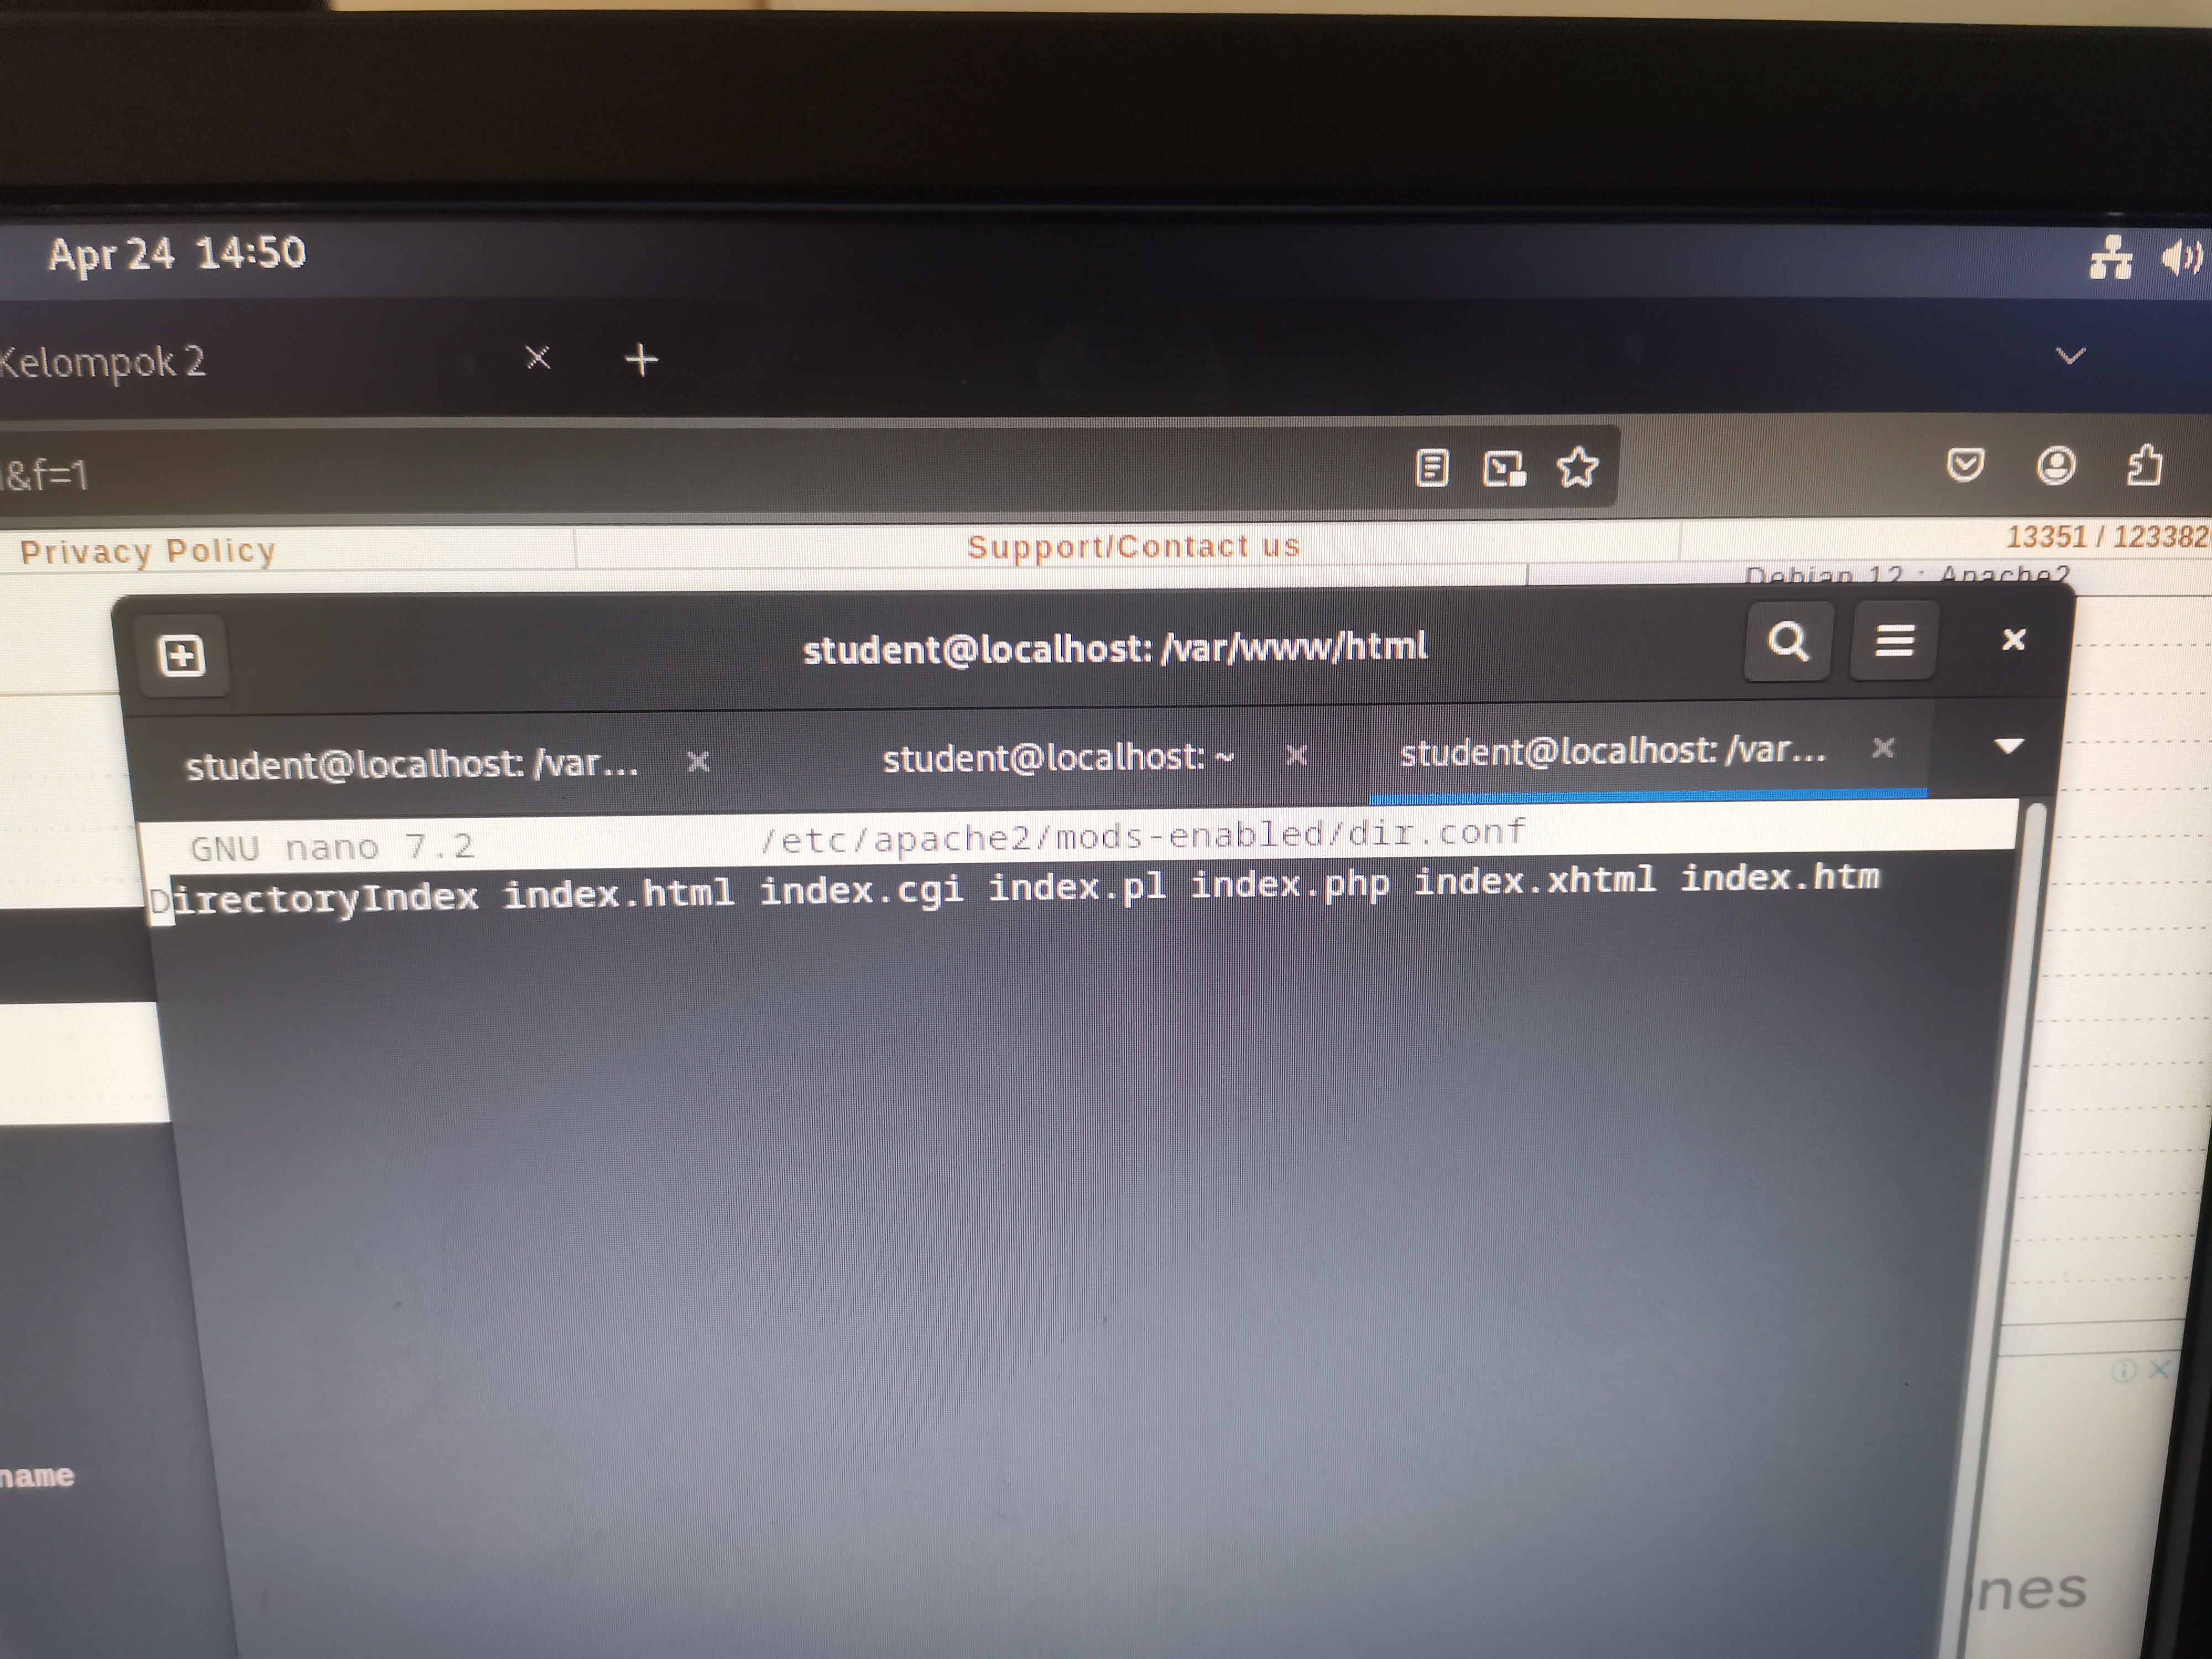 Apr 24 14:50
Kelompok 2
&f=1
Privacy Policy
Support/Contact us
13351 / 123382
Debian 12 : Apache2
student@localhost: /var/www/html
student@localhost: /var...
student@localhost: ~
student@localhost: /var...
GNU nano 7.2
/etc/apache2/mods-enabled/dir.conf
DirectoryIndex index.html index.cgi index.pl index.php index.xhtml index.htm
name
nes